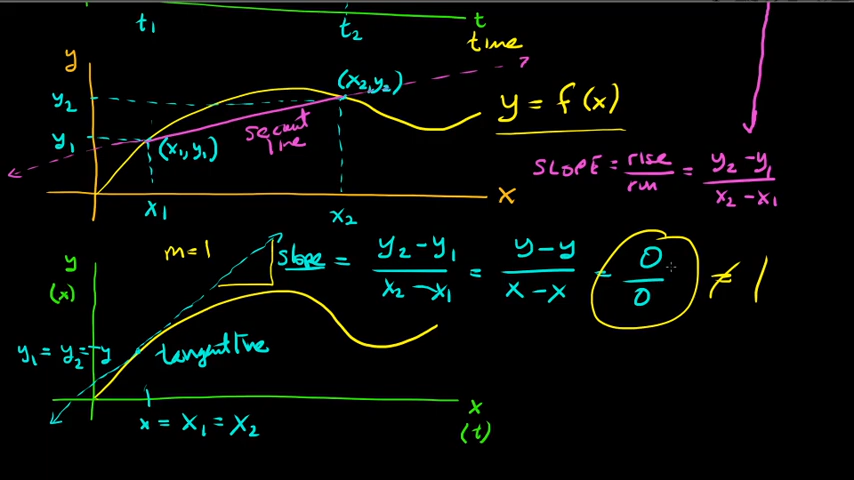 t₁ t₂ t
time
y
(x₂, y₂)
y₂
y = f(x)
y₁
(x₁, y₁)
secant
line
SLOPE = rise/run = (y₂ - y₁)/(x₂ - x₁)
x₁ x₂ x
m = 1
y
(x)
slope = (y₂ - y₁)/(x₂ - x₁) = (y - y)/(x - x) = 0/0 ≠ 1
y₁ = y₂ = y
tangent line
x = x₁ = x₂
x
(t)